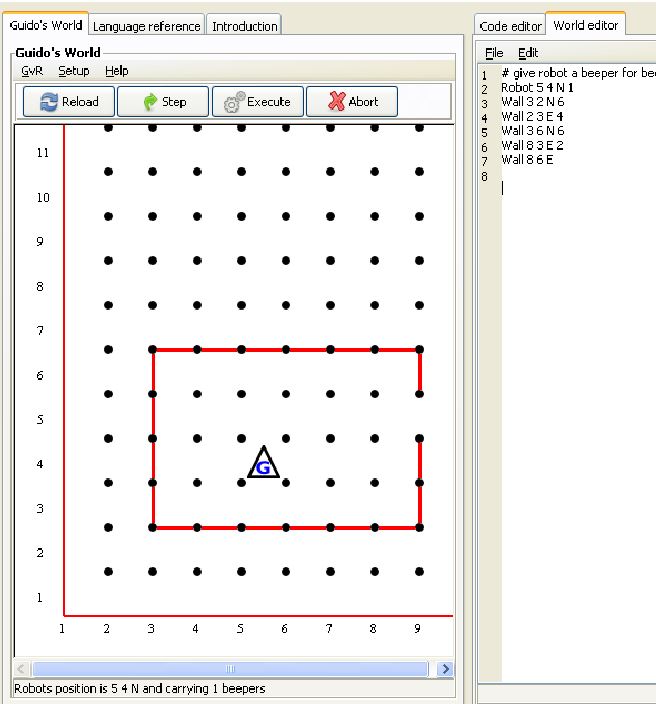 Guido's World Language reference Introduction
Guido's World
GvR Setup Help
Reload Step Execute Abort
11
10
9
8
7
6
5
4
G
3
2
1
1 2 3 4 5 6 7 8 9
Robots position is 5 4 N and carrying 1 beepers
Code editor World editor
File Edit
1 # give robot a beeper for
2 Robot 5 4 N 1
3 Wall 3 2 N 6
4 Wall 2 3 E 4
5 Wall 3 6 N 6
6 Wall 8 3 E 2
7 Wall 8 6 E
8